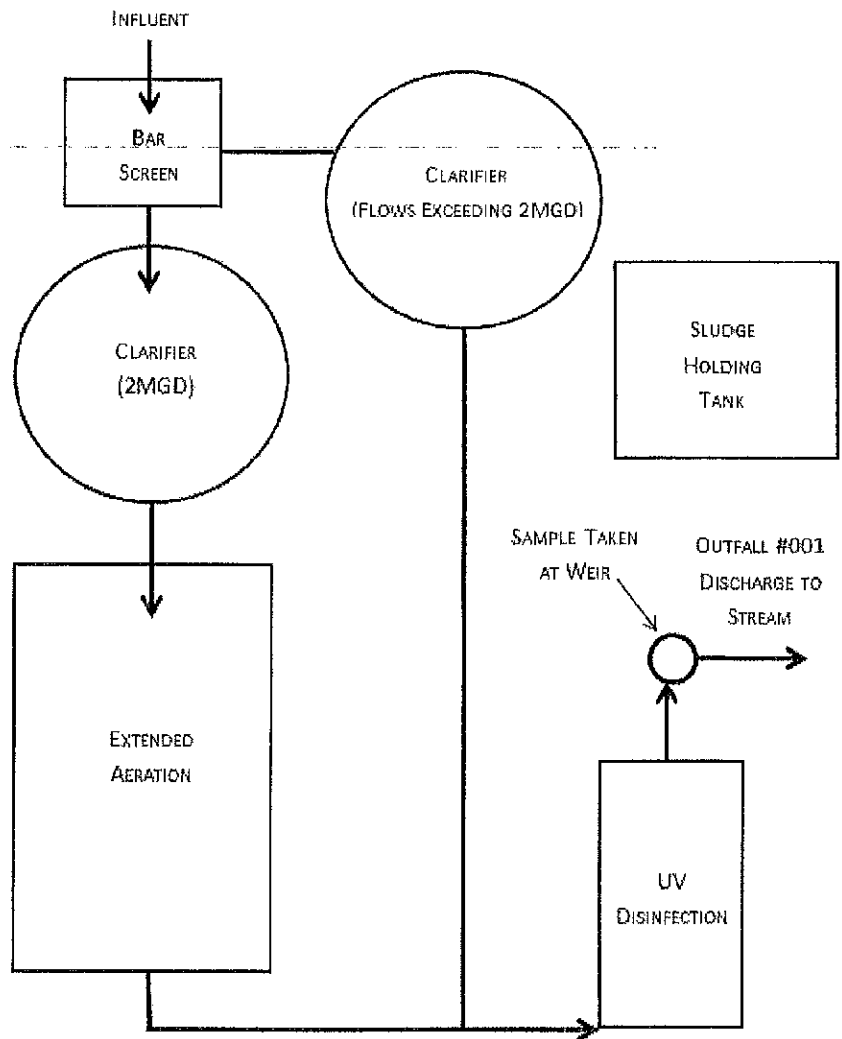 INFLUENT
BAR
SCREEN
CLARIFIER
(FLOWS EXCEEDING 2MGD)
CLARIFIER
(2MGD)
SLUDGE
HOLDING
TANK
SAMPLE TAKEN
AT WEIR
OUTFALL #001
DISCHARGE TO
STREAM
EXTENDED
AERATION
UV
DISINFECTION